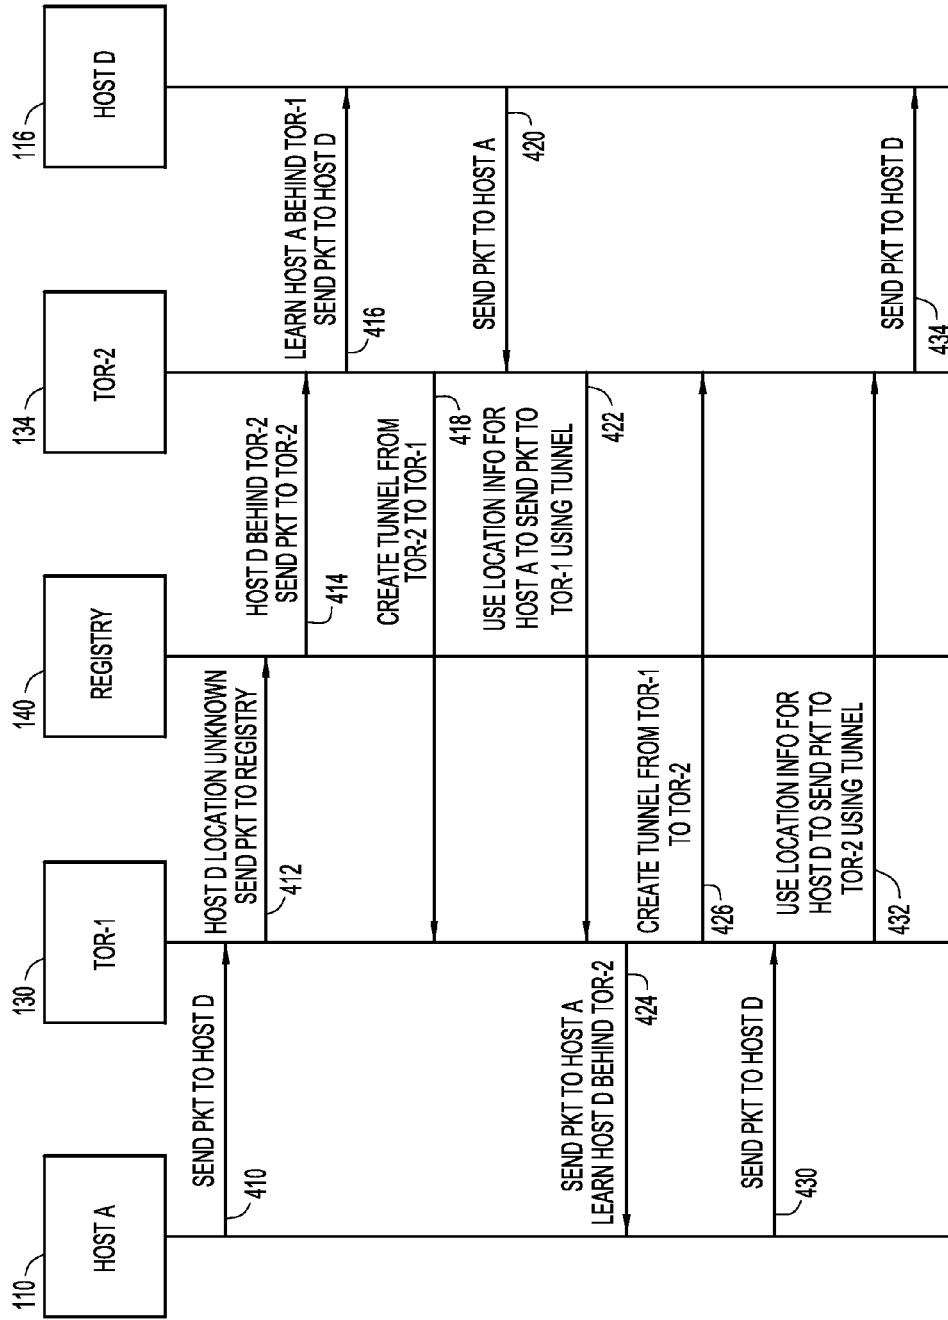 110
HOST A
130
TOR-1
140
REGISTRY
134
TOR-2
116
HOST D
SEND PKT TO HOST D
410
HOST D LOCATION UNKNOWN
SEND PKT TO REGISTRY
412
HOST D BEHIND TOR-2
SEND PKT TO TOR-2
414
LEARN HOST A BEHIND TOR-1
SEND PKT TO HOST D
416
CREATE TUNNEL FROM
TOR-2 TO TOR-1
418
SEND PKT TO HOST A
420
USE LOCATION INFO FOR
HOST A TO SEND PKT TO
TOR-1 USING TUNNEL
422
SEND PKT TO HOST A
LEARN HOST D BEHIND TOR-2
424
CREATE TUNNEL FROM TOR-1
TO TOR-2
426
SEND PKT TO HOST D
430
USE LOCATION INFO FOR
HOST D TO SEND PKT TO
TOR-2 USING TUNNEL
432
SEND PKT TO HOST D
434